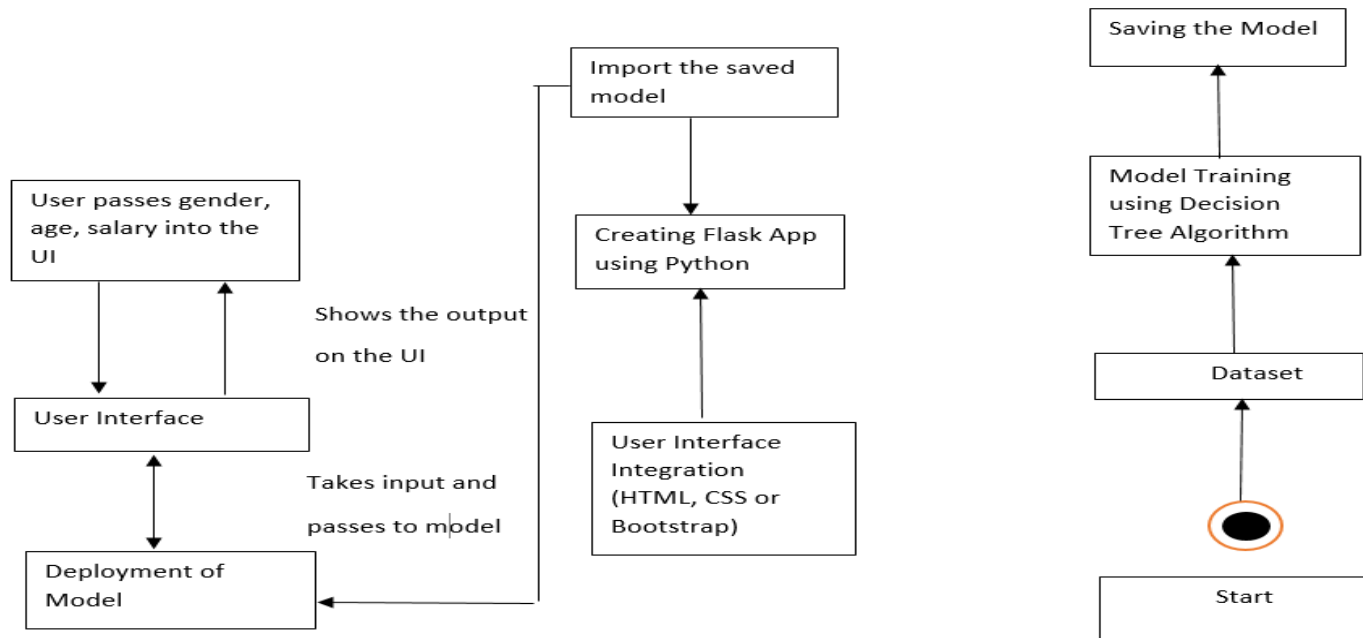 Saving the Model
Import the saved
model
Model Training
using Decision
Tree Algorithm
User passes gender,
age, salary into the
UI
Creating Flask App
using Python
Shows the output
on the UI
Dataset
User Interface
User Interface
Integration
(HTML, CSS or
Bootstrap)
Takes input and
passes to model
Deployment of
Model
Start